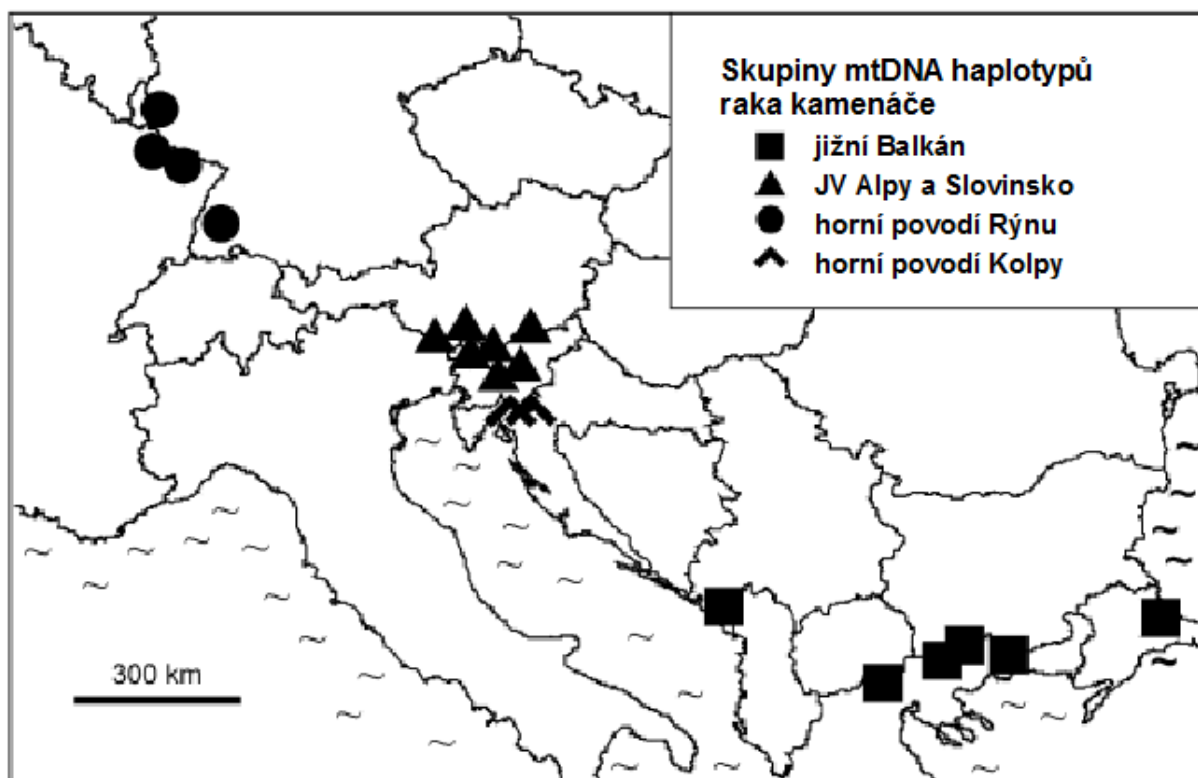 Skupiny mtDNA haplotypů
raka kamenáče
jižní Balkán
JV Alpy a Slovinsko
horní povodí Rýnu
horní povodí Kolpy
300 km